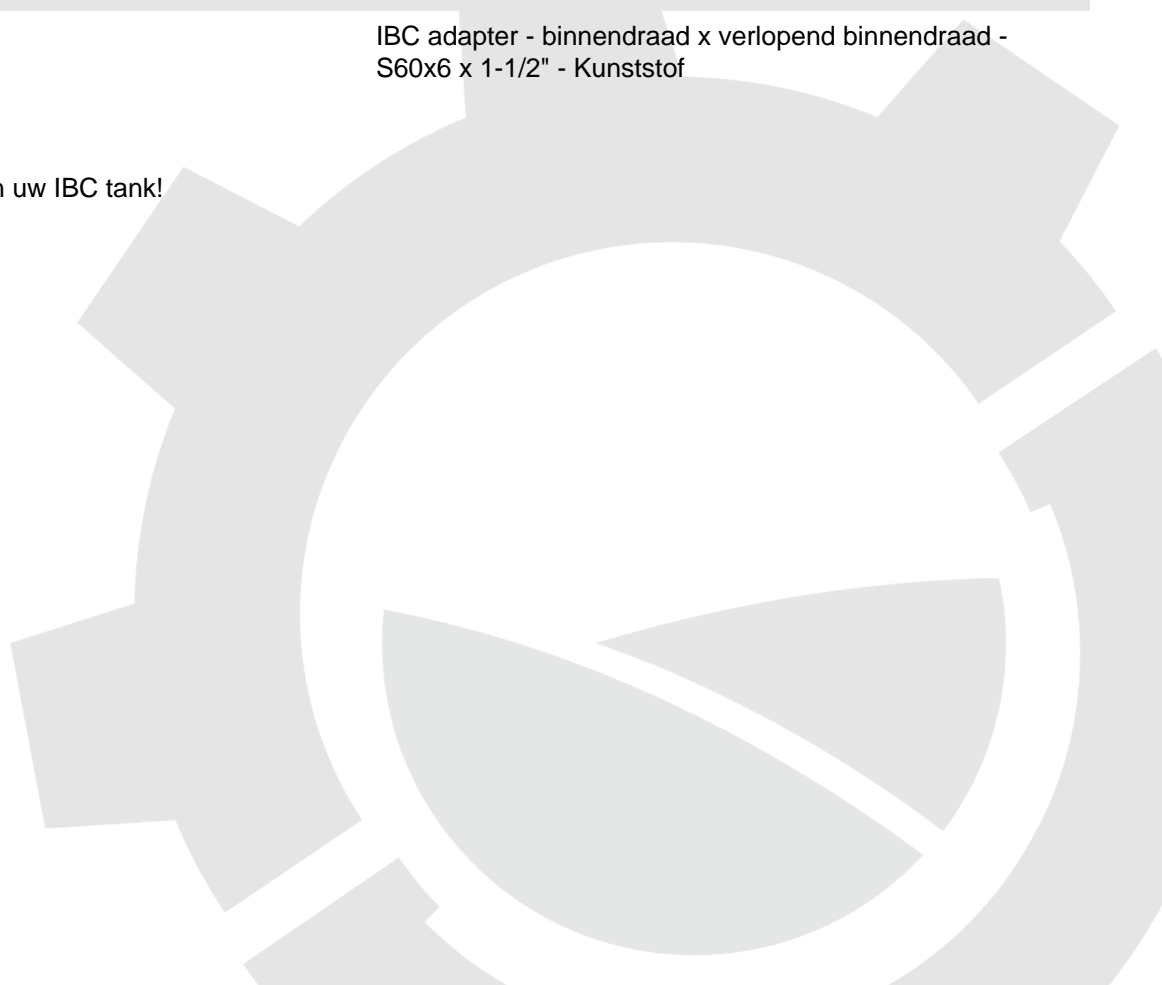 IBC adapter - binnendraad x verlopend binnendraad -
S60x6 x 1-1/2" - Kunststof
uw IBC tank!